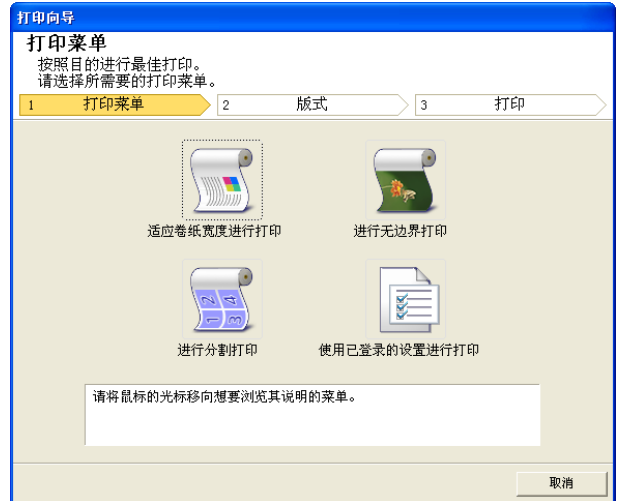 打印向导
打印菜单
按照目的进行最佳打印。
请选择所需要的打印菜单。
1 打印菜单 2 版式 3 打印
适应卷纸宽度进行打印 进行无边界打印
1 2 3 4
进行分割打印 使用已登录的设置进行打印
请将鼠标的光标移向想要浏览其说明的菜单。
取消